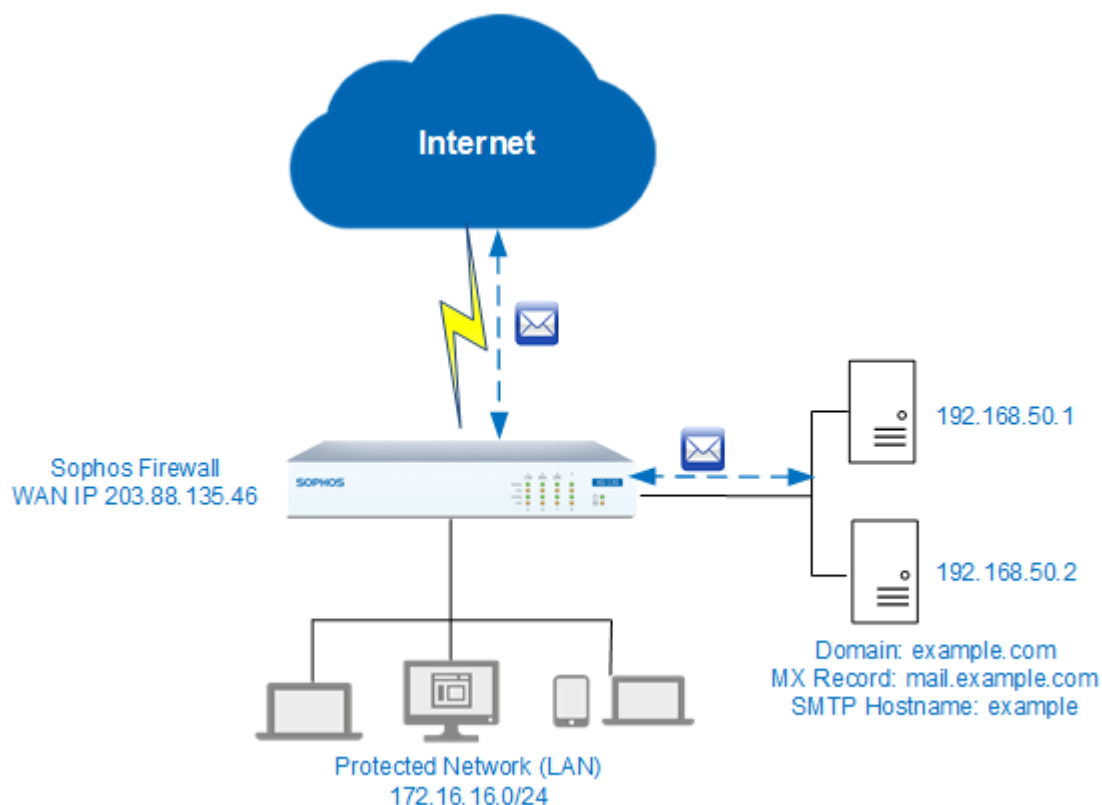 Internet
Sophos Firewall
WAN IP 203.88.135.46
SOPHOS
192.168.50.1
192.168.50.2
Domain: example.com
MX Record: mail.example.com
SMTP Hostname: example
Protected Network (LAN)
172.16.16.0/24